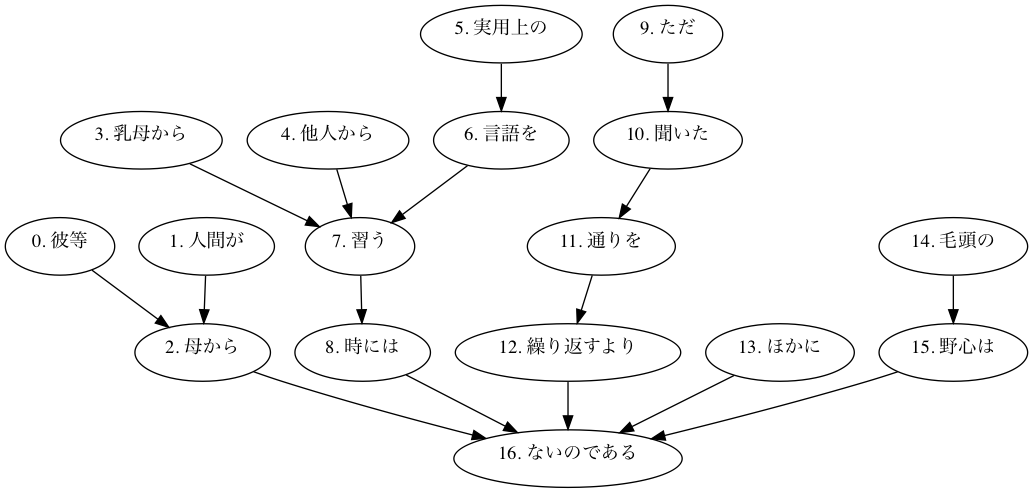 5. 実用上の
9. ただ
3. 乳母から
4. 他人から
6. 言語を
10. 聞いた
0. 彼等
1. 人間が
7. 習う
11. 通りを
14. 毛頭の
2. 母から
8. 時には
12. 繰り返すより
13. ほかに
15. 野心は
16. ないのである